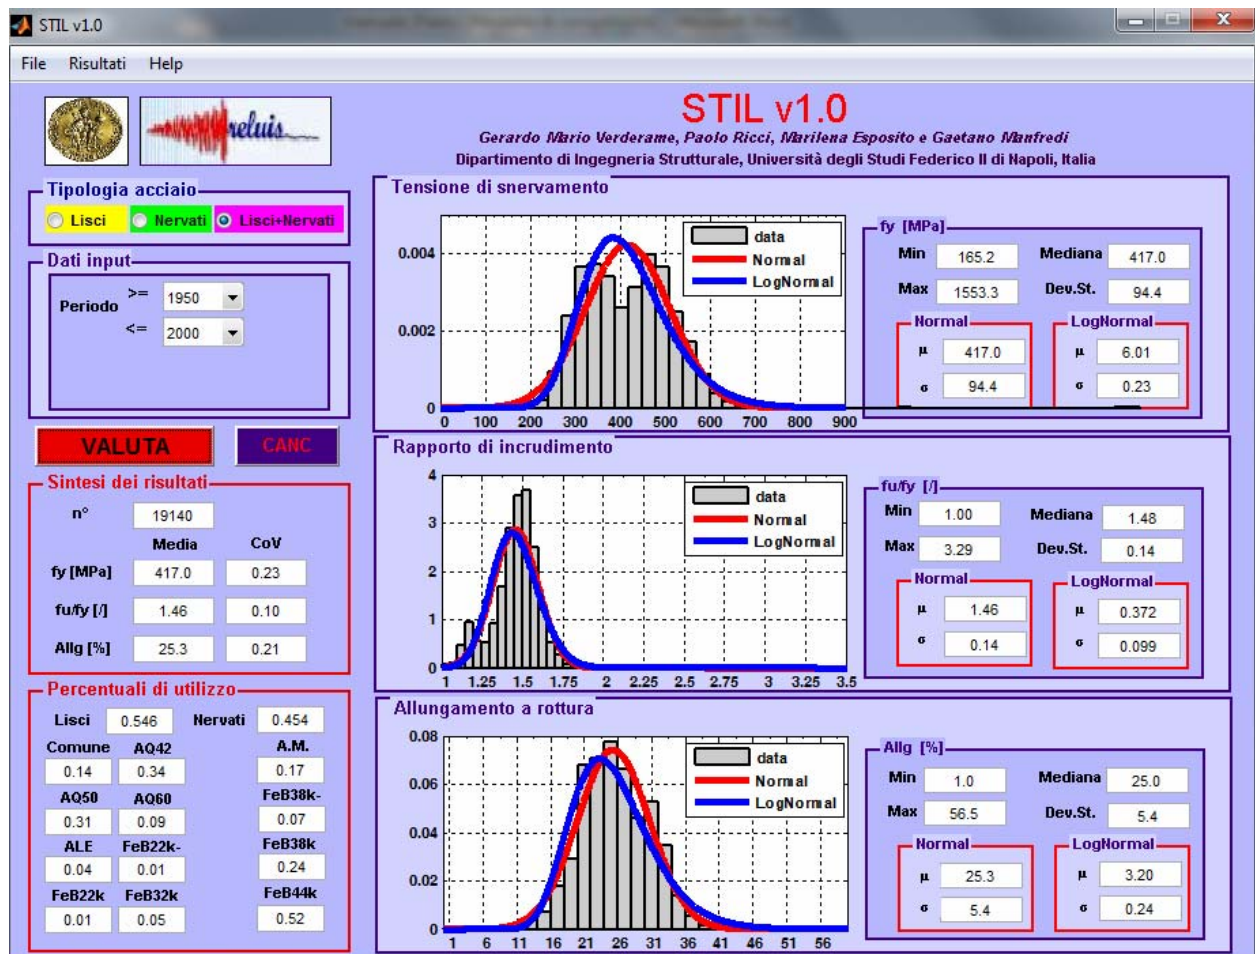 STIL v1.0
File Risultati Help
reluis
STIL v1.0
Gerardo Mario Verderame, Paolo Ricci, Marilena Esposito e Gaetano Manfredi
Dipartimento di Ingegneria Strutturale, Università degli Studi Federico II di Napoli, Italia
Tipologia acciaio
Lisci Nervati Lisci+Nervati
Dati input
Periodo >= 1950
<= 2000
VALUTA CANC
Sintesi dei risultati
n° 19140
Media CoV
fy [MPa] 417.0 0.23
fu/fy [/] 1.46 0.10
Allg [%] 25.3 0.21
Percentuali di utilizzo
Lisci 0.546 Nervati 0.454
Comune AQ42 A.M.
0.14 0.34 0.17
AQ50 AQ60 FeB38k-
0.31 0.09 0.07
ALE FeB22k- FeB38k
0.04 0.01 0.24
FeB22k FeB32k FeB44k
0.01 0.05 0.52
Tensione di snervamento
0.004
0.002
0
0 100 200 300 400 500 600 700 800 900
data
Normal
LogNormal
fy [MPa]
Min 165.2 Mediana 417.0
Max 1553.3 Dev.St. 94.4
Normal LogNormal
μ 417.0 μ 6.01
σ 94.4 σ 0.23
Rapporto di incrudimento
4
3
2
1
0
1 1.25 1.5 1.75 2 2.25 2.5 2.75 3 3.25 3.5
data
Normal
LogNormal
fu/fy [/]
Min 1.00 Mediana 1.48
Max 3.29 Dev.St. 0.14
Normal LogNormal
μ 1.46 μ 0.372
σ 0.14 σ 0.099
Allungamento a rottura
0.08
0.06
0.04
0.02
0
1 6 11 16 21 26 31 36 41 46 51 56
data
Normal
LogNormal
Allg [%]
Min 1.0 Mediana 25.0
Max 56.5 Dev.St. 5.4
Normal LogNormal
μ 25.3 μ 3.20
σ 5.4 σ 0.24